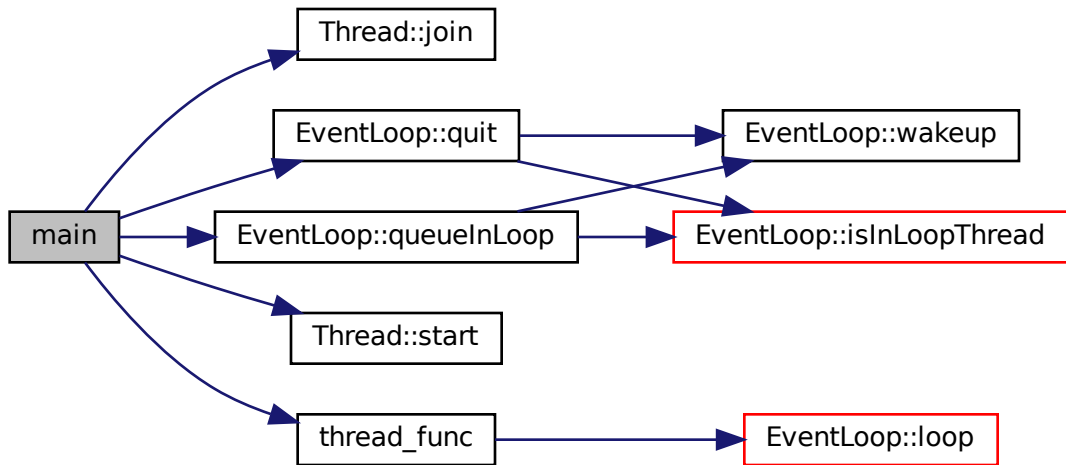 Thread::join
EventLoop::quit
EventLoop::wakeup
main
EventLoop::queueInLoop
EventLoop::isInLoopThread
Thread::start
thread_func
EventLoop::loop